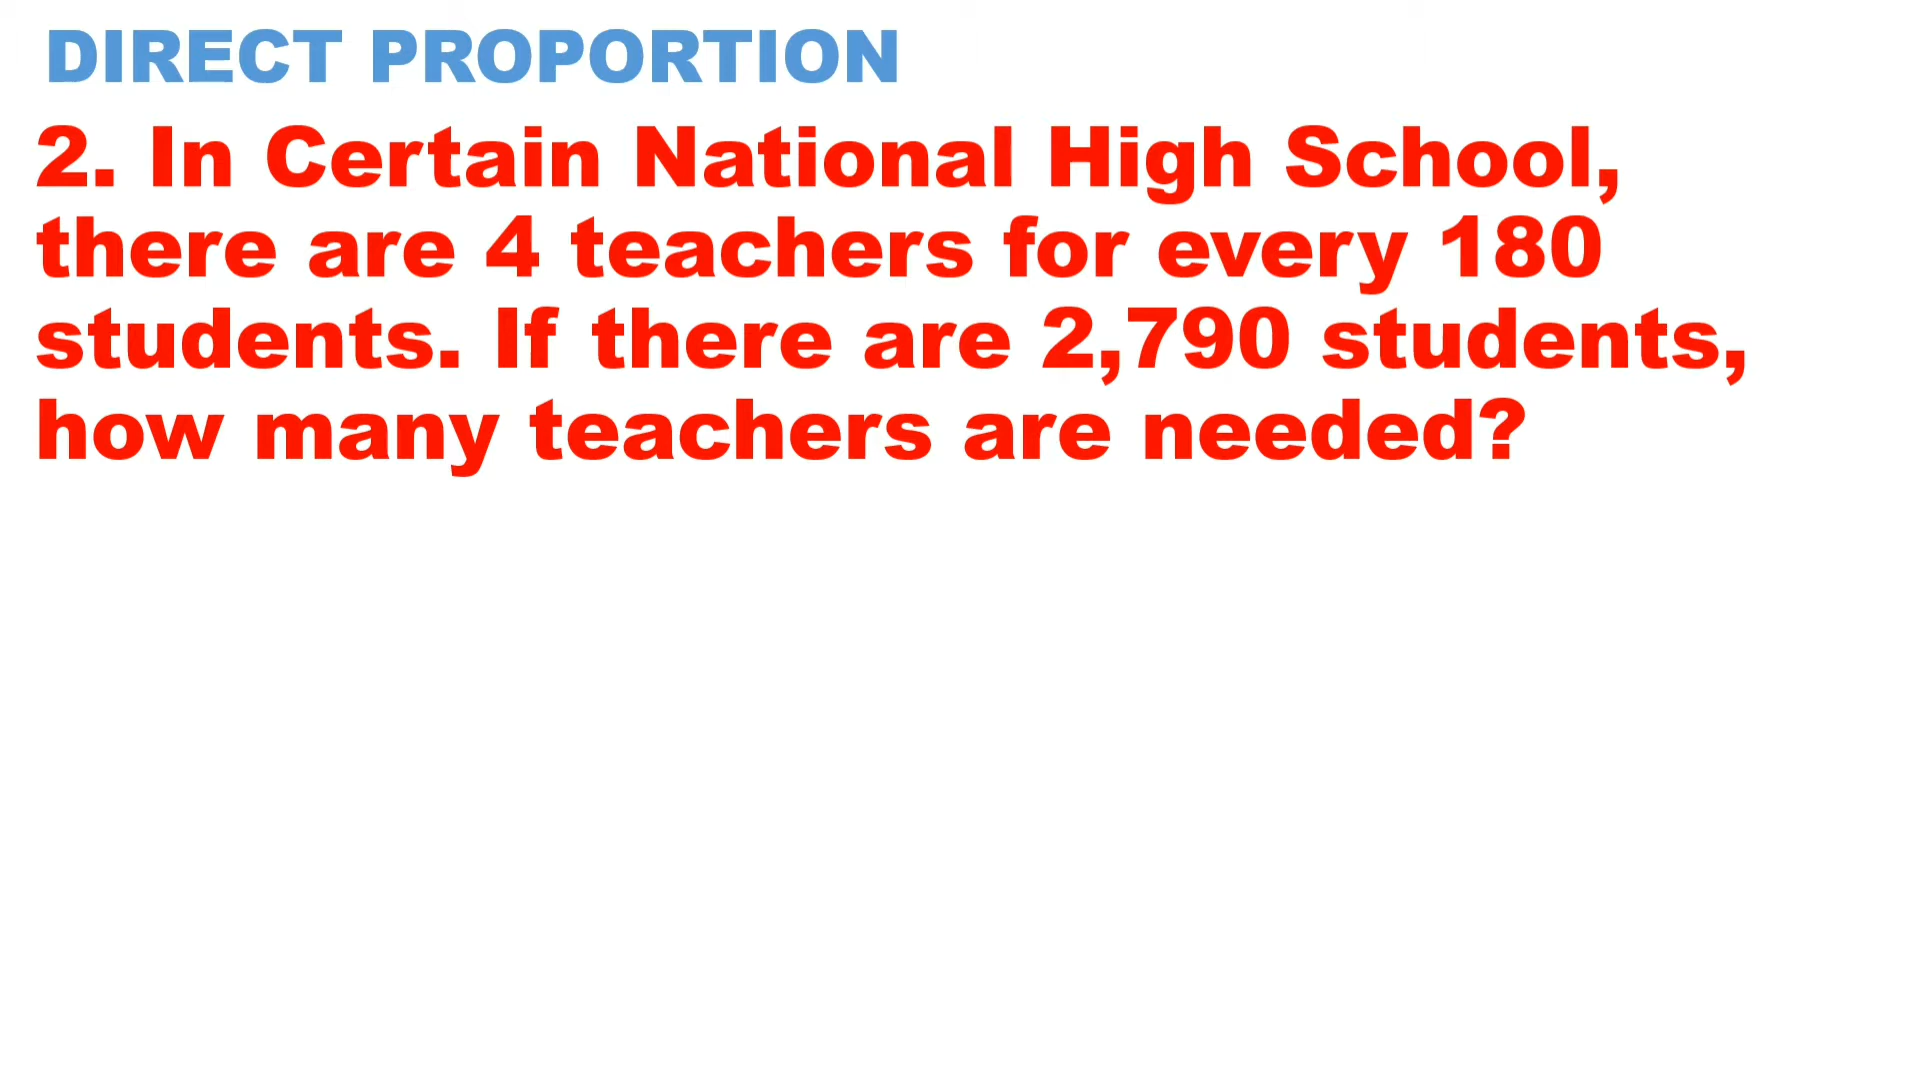 DIRECT PROPORTION
2. In Certain National High School,
there are 4 teachers for every 180
students. If there are 2,790 students,
how many teachers are needed?